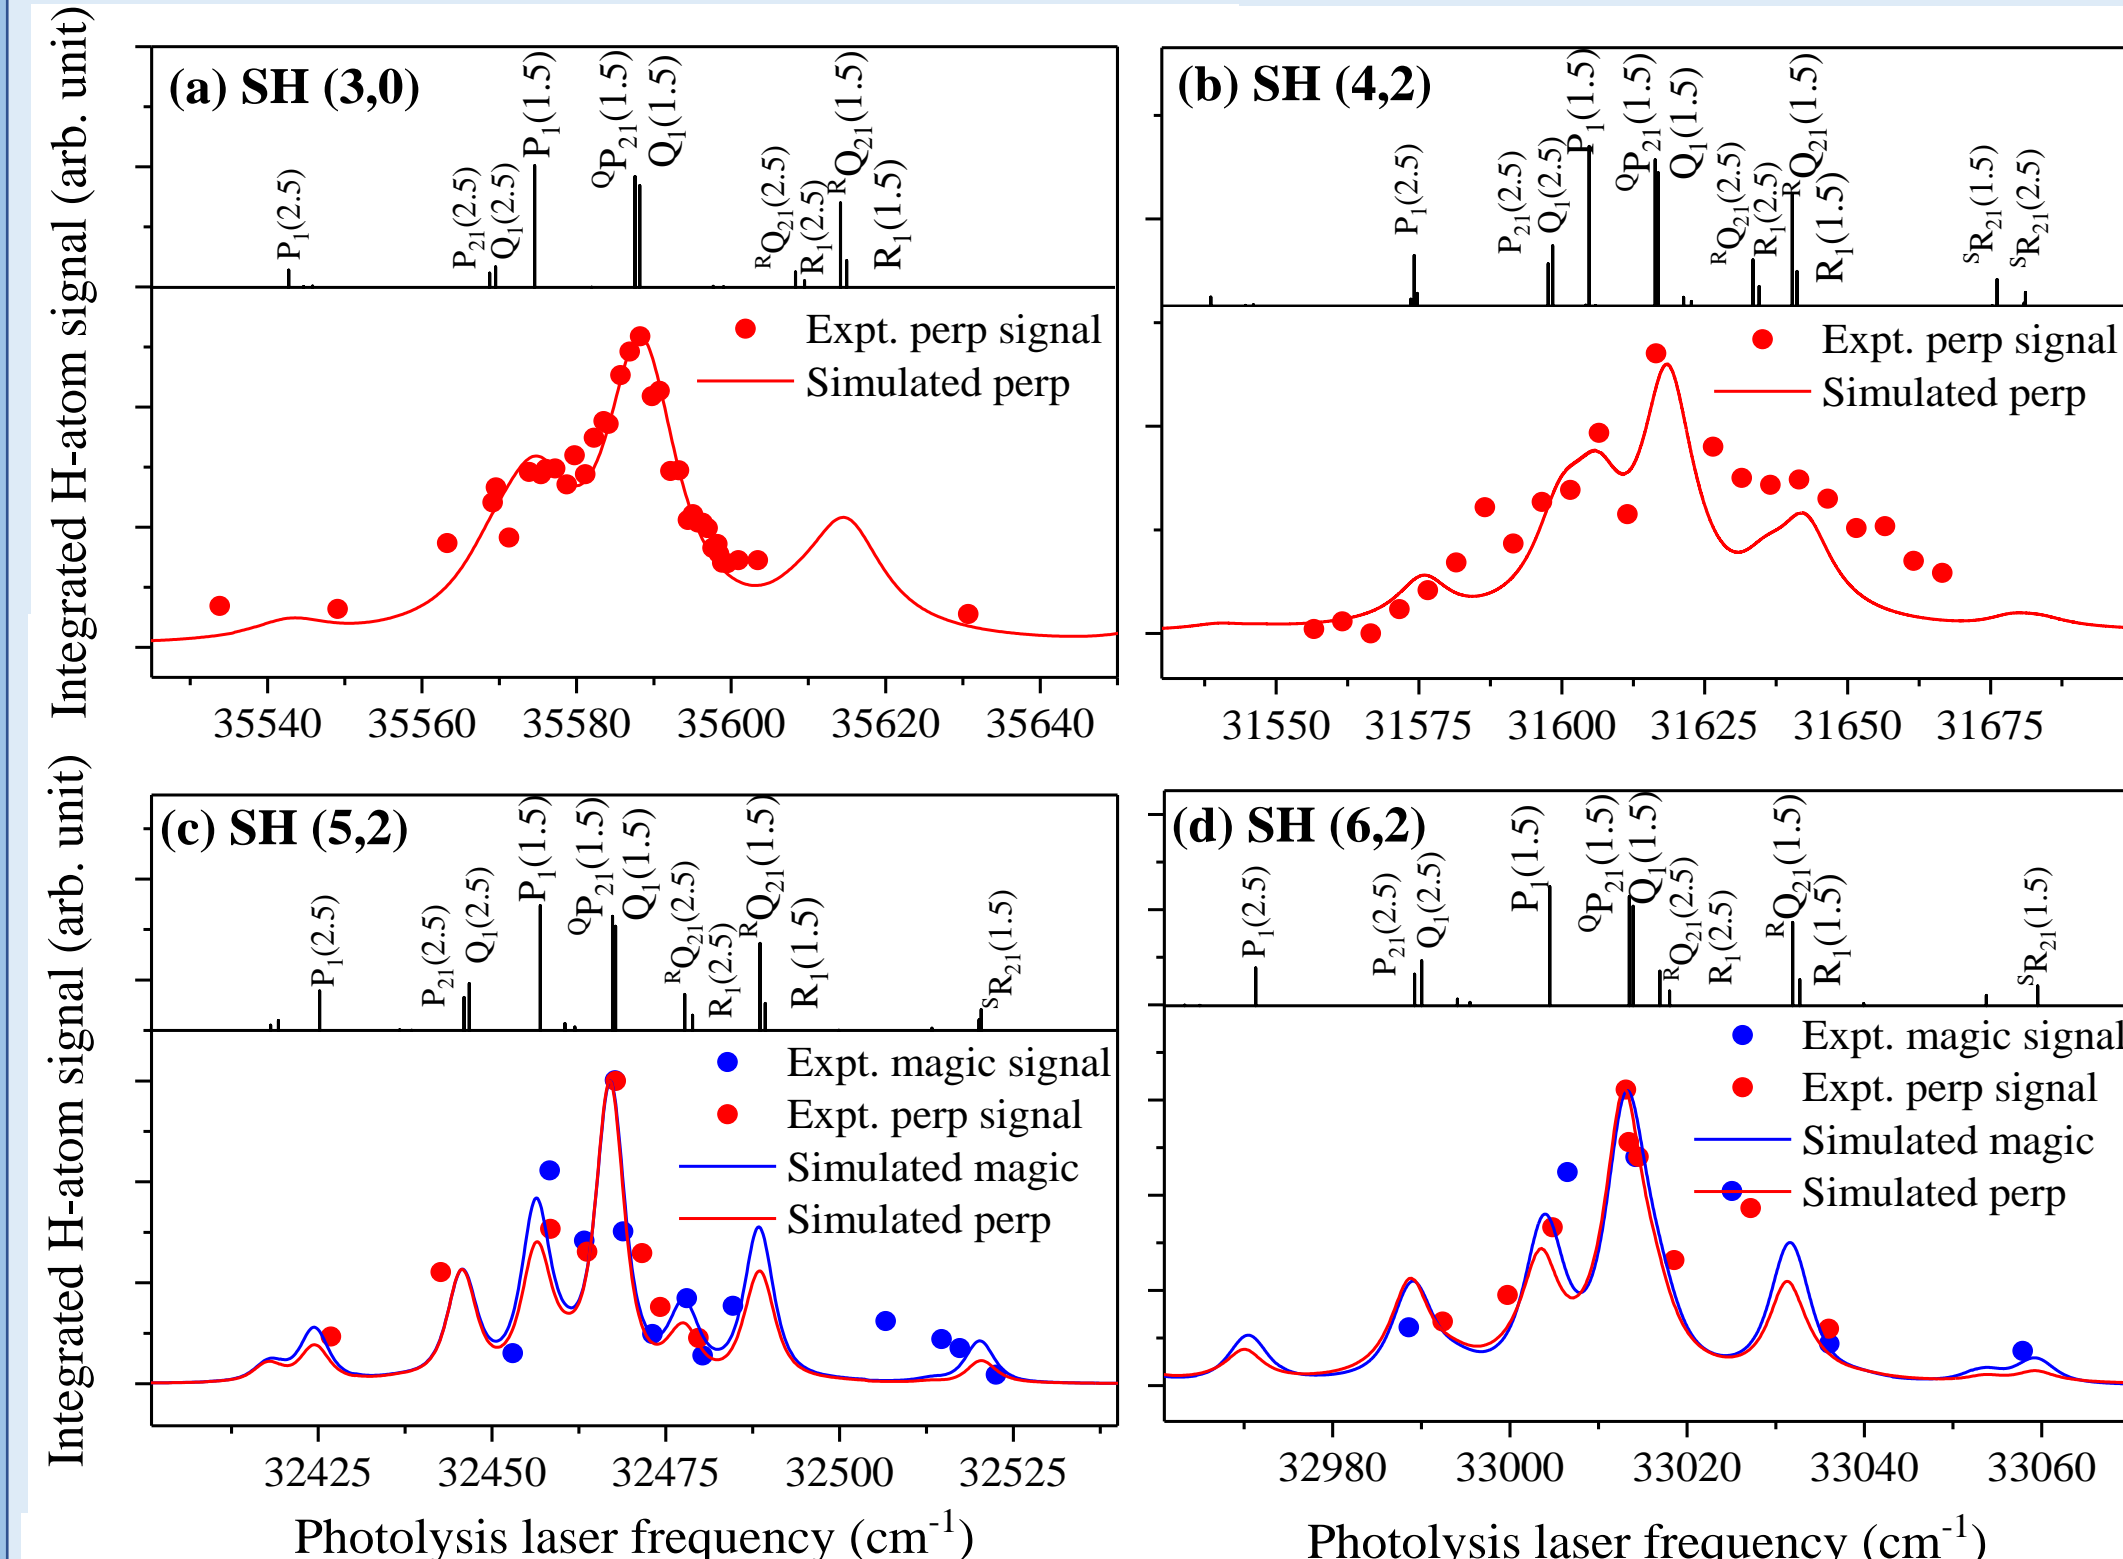 Integrated H-atom signal (arb. unit)
(a) SH (3,0)
P1(2.5)
P21(2.5)
Q1(2.5)
P1(1.5)
QP21(1.5)
Q1(1.5)
RQ21(2.5)
R1(2.5)
RQ21(1.5)
R1(1.5)
Expt. perp signal
Simulated perp
35540 35560 35580 35600 35620 35640
(b) SH (4,2)
P1(2.5)
P21(2.5)
Q1(2.5)
P1(1.5)
QP21(1.5)
Q1(1.5)
RQ21(2.5)
R1(2.5)
RQ21(1.5)
R1(1.5)
SR21(1.5)
SR21(2.5)
Expt. perp signal
Simulated perp
31550 31575 31600 31625 31650 31675
Integrated H-atom signal (arb. unit)
(c) SH (5,2)
P1(2.5)
P21(2.5)
Q1(2.5)
P1(1.5)
QP21(1.5)
Q1(1.5)
RQ21(2.5)
R1(2.5)
RQ21(1.5)
R1(1.5)
SR21(1.5)
Expt. magic signal
Expt. perp signal
Simulated magic
Simulated perp
32425 32450 32475 32500 32525
Photolysis laser frequency (cm-1)
(d) SH (6,2)
P1(2.5)
P21(2.5)
Q1(2.5)
P1(1.5)
QP21(1.5)
Q1(1.5)
RQ21(2.5)
R1(2.5)
RQ21(1.5)
R1(1.5)
SR21(1.5)
Expt. magic signal
Expt. perp signal
Simulated magic
Simulated perp
32980 33000 33020 33040 33060
Photolysis laser frequency (cm-1)